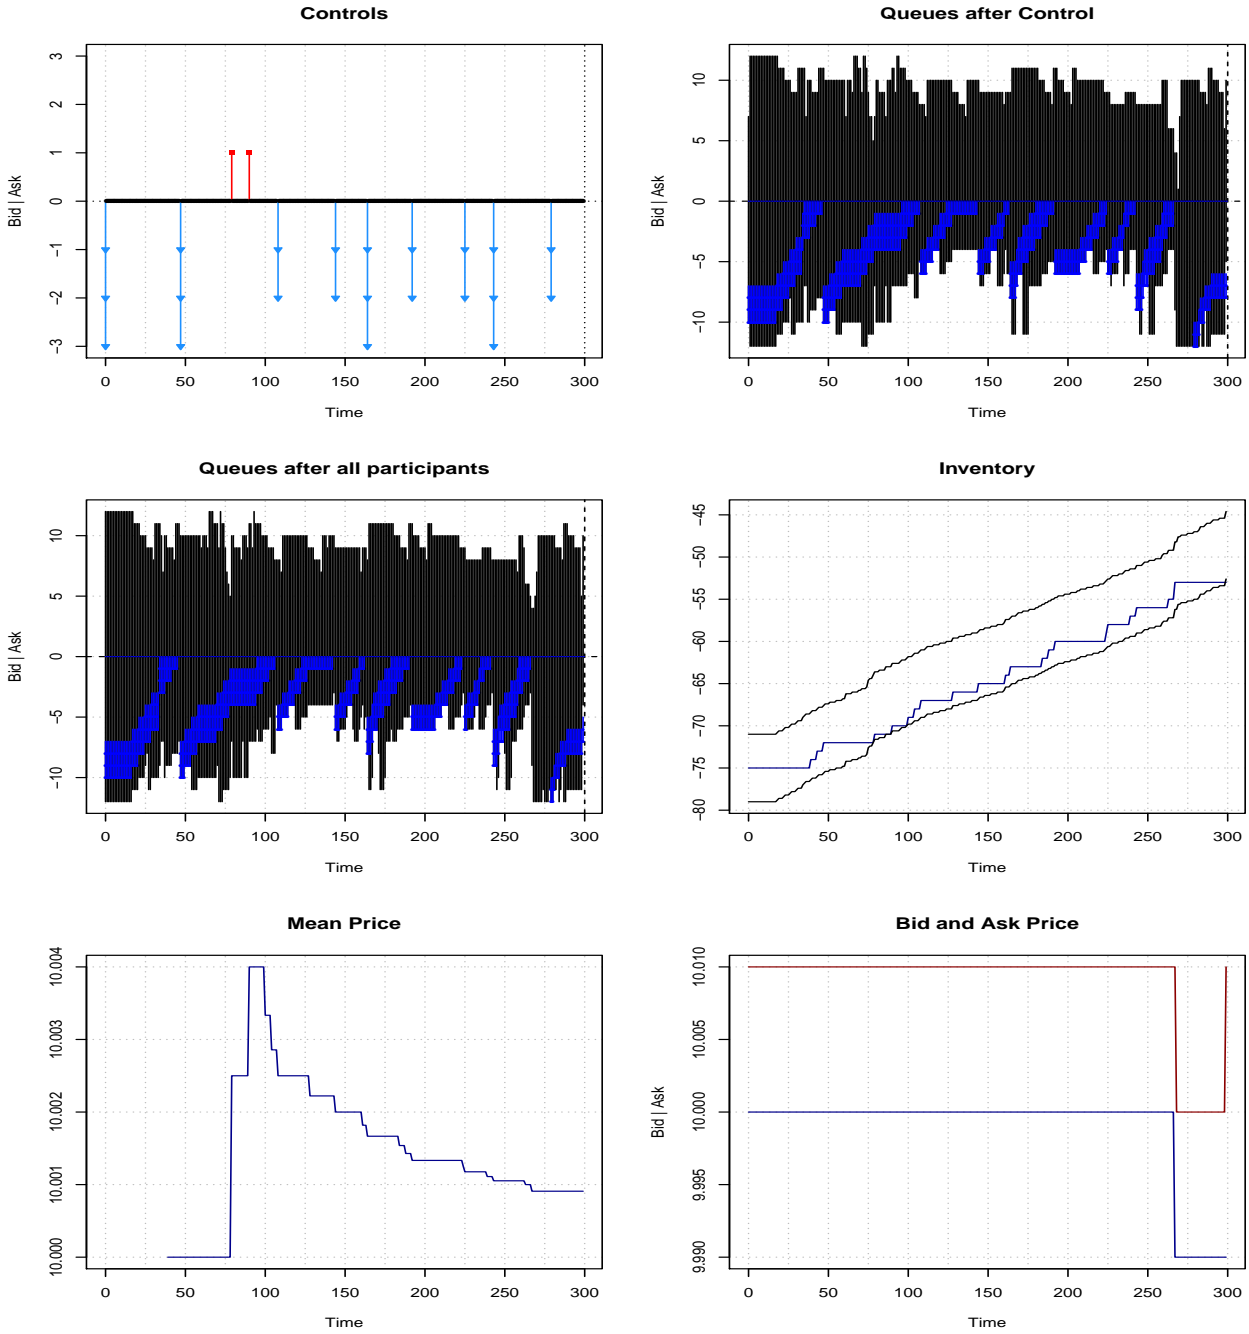 Controls
Bid | Ask
3
2
1
0
−1
−2
−3
0 50 100 150 200 250 300
Time
Queues after Control
Bid | Ask
10
5
0
−5
−10
0 50 100 150 200 250 300
Time
Queues after all participants
Bid | Ask
10
5
0
−5
−10
0 50 100 150 200 250 300
Time
Inventory
−45
−50
−55
−60
−65
−70
−75
−80
0 50 100 150 200 250 300
Time
Mean Price
10.004
10.003
10.002
10.001
10.000
0 50 100 150 200 250 300
Time
Bid and Ask Price
Bid | Ask
10.010
10.005
10.000
9.995
9.990
0 50 100 150 200 250 300
Time